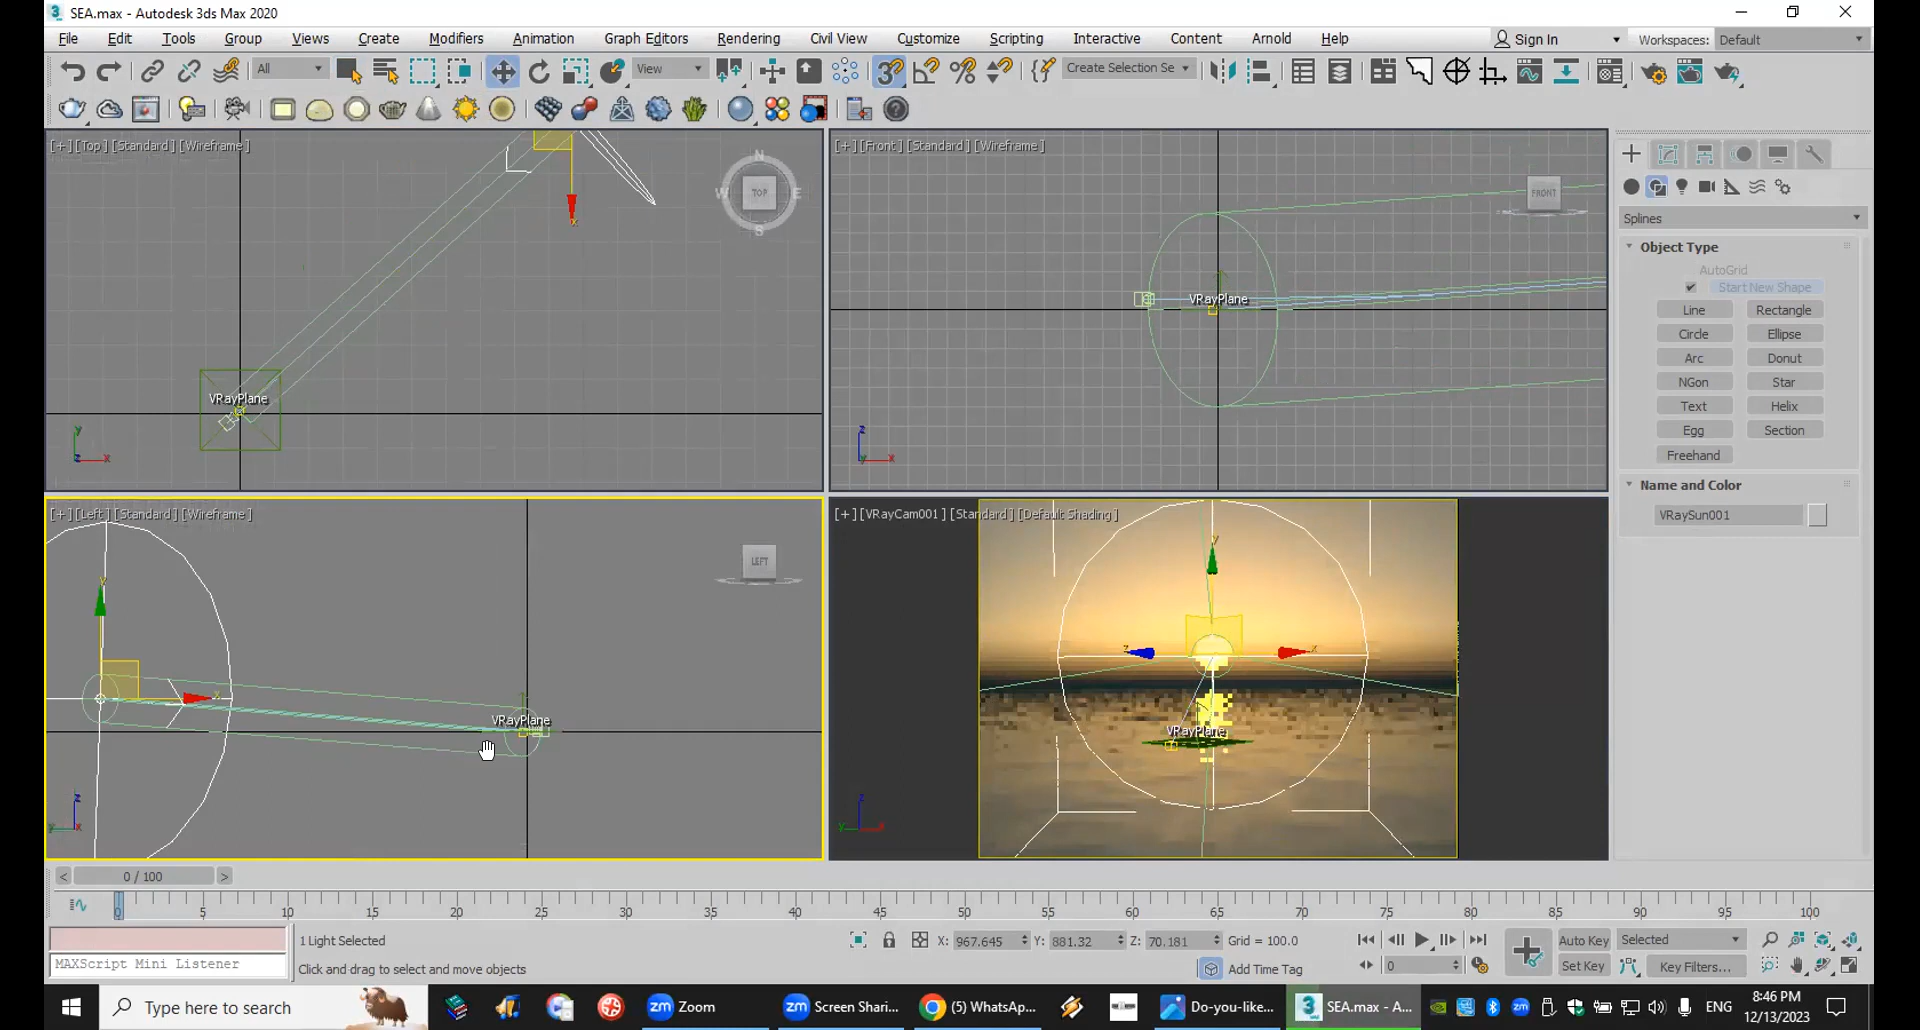 SEA.max - Autodesk 3ds Max 2020
File Edit Tools Group Views Create Modifiers Animation Graph Editors Rendering Civil View Customize Scripting Interactive Content Arnold Help Sign In Workspaces: Default
All View Create Selection Se
[+][Top][Standard][Wireframe]
N
W TOP E
S
VRayPlane
x
y
z x
[+][Front][Standard][Wireframe]
FRONT
VRayPlane
z
y x
[+][Left][Standard][Wireframe]
LEFT
y
x
VRayPlane
z
y x
[+][VRayCam001][Standard][Default Shading]
y
z x
VRayPlane
z
y
Splines
Object Type
AutoGrid
Start New Shape
Line Rectangle
Circle Ellipse
Arc Donut
NGon Star
Text Helix
Egg Section
Freehand
Name and Color
VRaySun001
< 0 / 100 >
0 5 10 15 20 25 30 35 40 45 50 55 60 65 70 75 80 85 90 95 100
1 Light Selected
X: 967.645 Y: 881.32 Z: 70.181 Grid = 100.0
Auto Key Selected
MAXScript Mini Listener
Click and drag to select and move objects
Add Time Tag
0
Set Key Key Filters...
Type here to search
Zoom
Screen Shari...
(5) WhatsAp...
Do-you-like...
SEA.max - A...
ENG
8:46 PM
12/13/2023